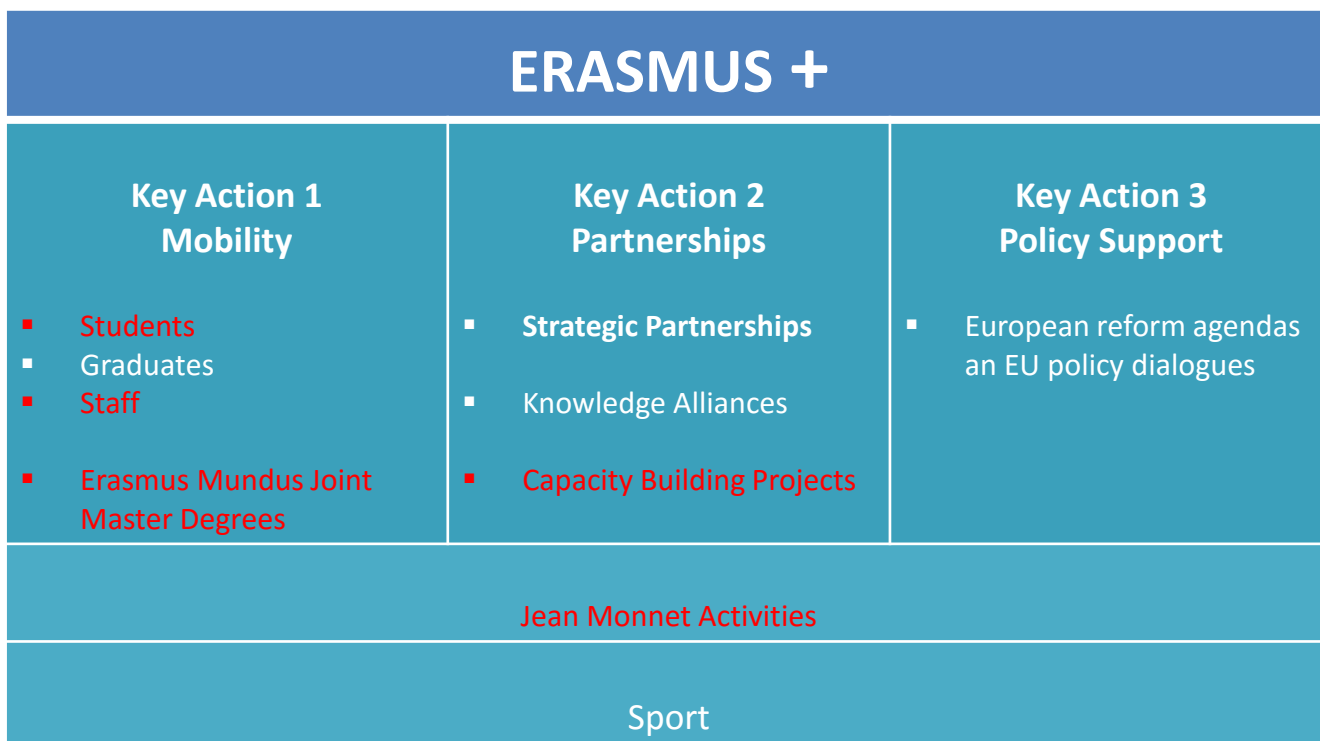 ERASMUS +
Key Action 1
Mobility
▪ Students
▪ Graduates
▪ Staff
▪ Erasmus Mundus Joint
Master Degrees
Key Action 2
Partnerships
▪ Strategic Partnerships
▪ Knowledge Alliances
▪ Capacity Building Projects
Key Action 3
Policy Support
▪ European reform agendas
an EU policy dialogues
Jean Monnet Activities
Sport